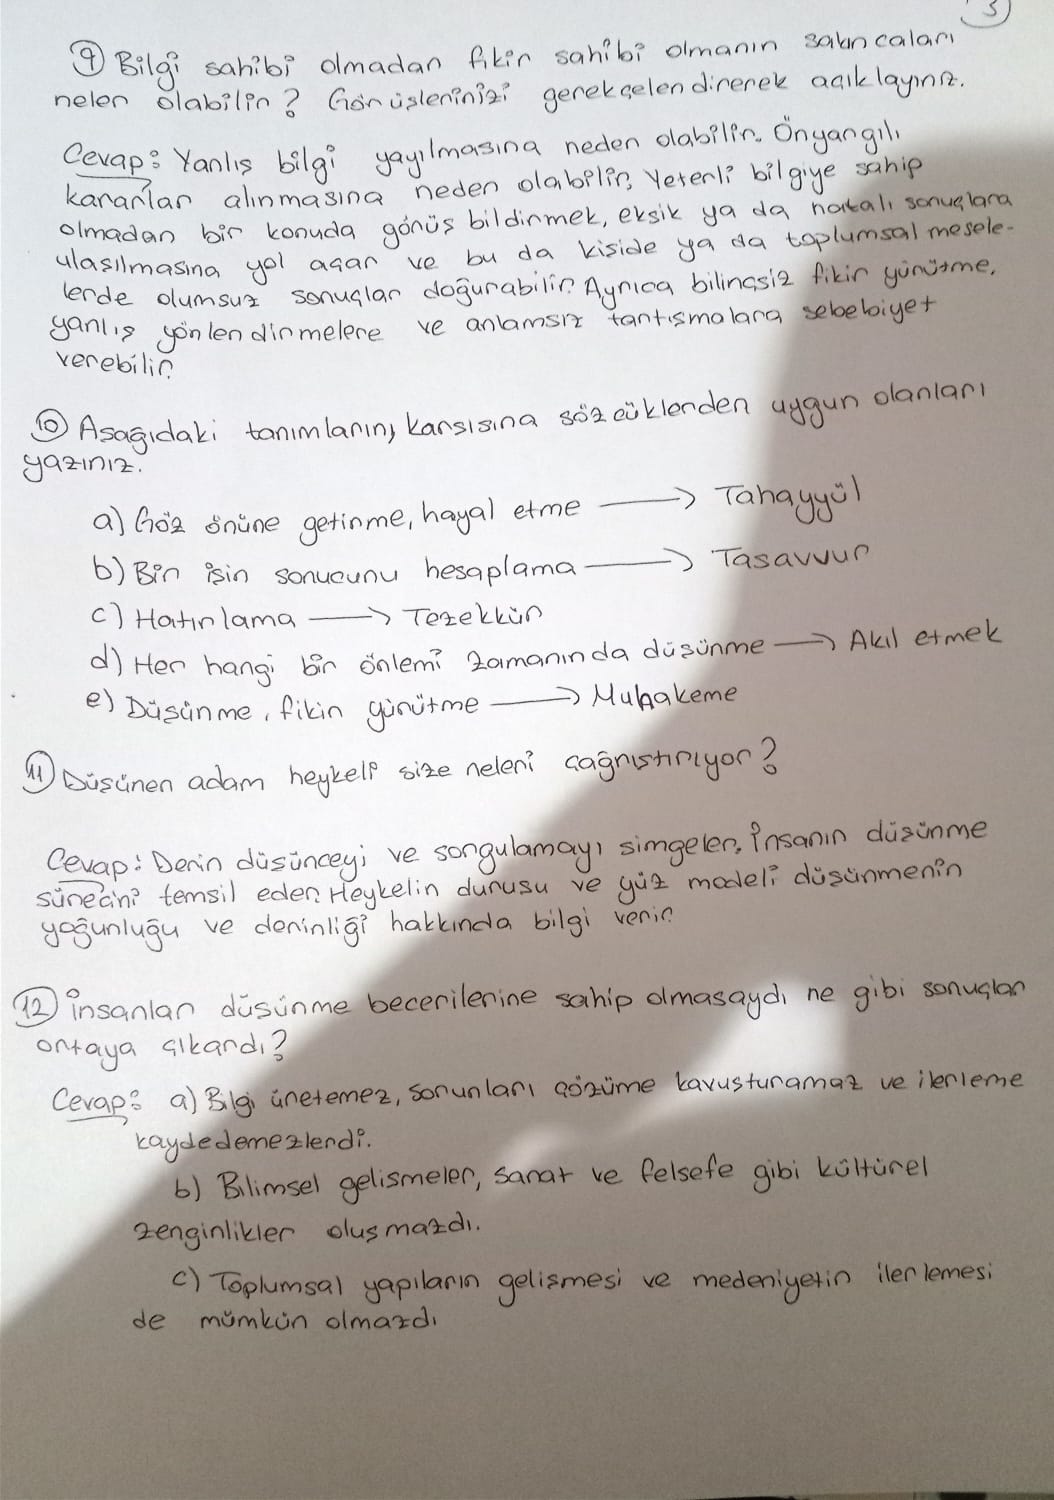 3
9 Bilgi sahibi olmadan fikir sahibi olmanın sakıncaları
neler olabilir? Görüşlerinizi gerekçelendirerek açıklayınız.
Cevap: Yanlış bilgi yayılmasına neden olabilir. Önyargılı
kararlar alınmasına neden olabilir. Yeterli bilgiye sahip
olmadan bir konuda görüş bildirmek, eksik ya da hatalı sonuçlara
ulaşılmasına yol açar ve bu da kişide ya da toplumsal mesele-
lerde olumsuz sonuçlar doğurabilir. Ayrıca bilinçsiz fikir yürütme,
yanlış yönlendirmelere ve anlamsız tartışmalara sebebiyet
verebilir.
10 Aşağıdaki tanımların, karşısına sözcüklerden uygun olanları
yazınız.
a) Göz önüne getirme, hayal etme → Tahayyül
b) Bir işin sonucunu hesaplama → Tasavvur
c) Hatırlama → Tezekkür
d) Her hangi bir önlemi zamanında düşünme → Akıl etmek
e) Düşünme, fikir yürütme → Muhakeme
11 Düşünen adam heykeli size neleri çağrıştırıyor?
Cevap: Derin düşünceyi ve sorgulamayı simgeler. İnsanın düşünme
sürecini temsil eder. Heykelin duruşu ve yüz modeli düşünmenin
yoğunluğu ve derinliği hakkında bilgi verir.
12 İnsanlar düşünme becerilerine sahip olmasaydı ne gibi sonuçlar
ortaya çıkardı?
Cevap: a) Bilgi üretemez, sorunları çözüme kavuşturamaz ve ilerleme
kaydedemezlerdi.
b) Bilimsel gelişmeler, sanat ve felsefe gibi kültürel
zenginlikler oluşmazdı.
c) Toplumsal yapıların gelişmesi ve medeniyetin ilerlemesi
de mümkün olmazdı